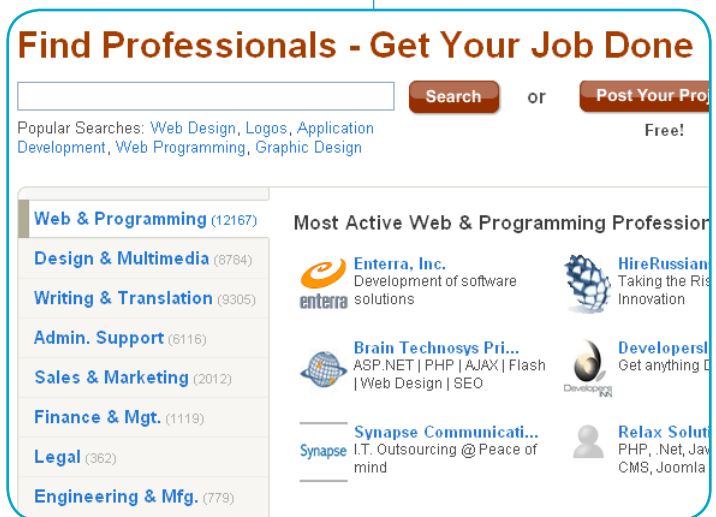 Find Professionals - Get Your Job Done
Search or Post Your Proj
Popular Searches: Web Design, Logos, Application
Development, Web Programming, Graphic Design
Free!
Web & Programming (12167)
Design & Multimedia (8784)
Writing & Translation (9305)
Admin. Support (6116)
Sales & Marketing (2012)
Finance & Mgt. (1119)
Legal (362)
Engineering & Mfg. (779)
Most Active Web & Programming Profession
enterra
Enterra, Inc.
Development of software
solutions
HireRussians
Taking the Ris
Innovation
Brain Technosys Pri...
ASP.NET | PHP | AJAX | Flash
| Web Design | SEO
Developers
INN
DevelopersI
Get anything D
Synapse
Synapse Communicati...
I.T. Outsourcing @ Peace of
mind
Relax Soluti
PHP, .Net, Jav
CMS, Joomla